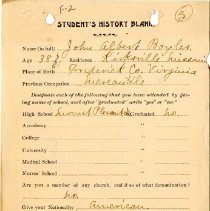 F-2
5
STUDENT'S HISTORY BLANK
Name (in full) John Albert Bowler
Age 38 Residence Kirksville Missouri
Place of Birth Frederick Co. Virginia
Previous Occupation Mercantile
Designate each of the following that you have attended by giving name of school, and after "graduated" write "yes" or "no."
High School Graduated? no.
Academy
College
University
Medical School
Nurses' School
Are you a member of any church, and if so of what denomination?
no.
Give your Nationality American